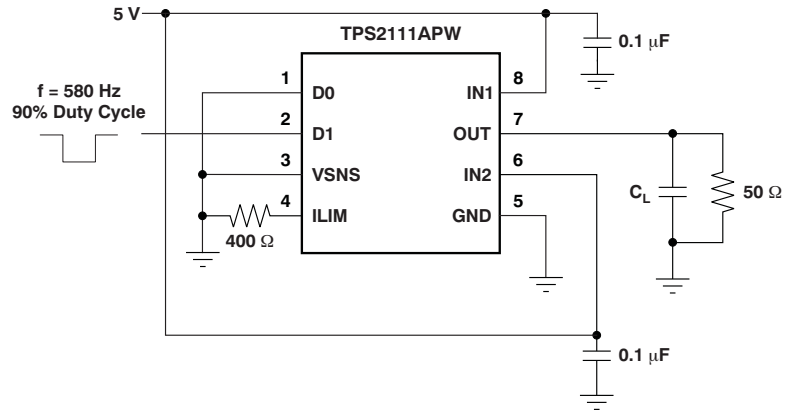 5 V
TPS2111APW
0.1 μF
f = 580 Hz
90% Duty Cycle
1 D0 IN1 8
2 D1 OUT 7
3 VSNS IN2 6
4 ILIM GND 5
400 Ω
CL
50 Ω
0.1 μF